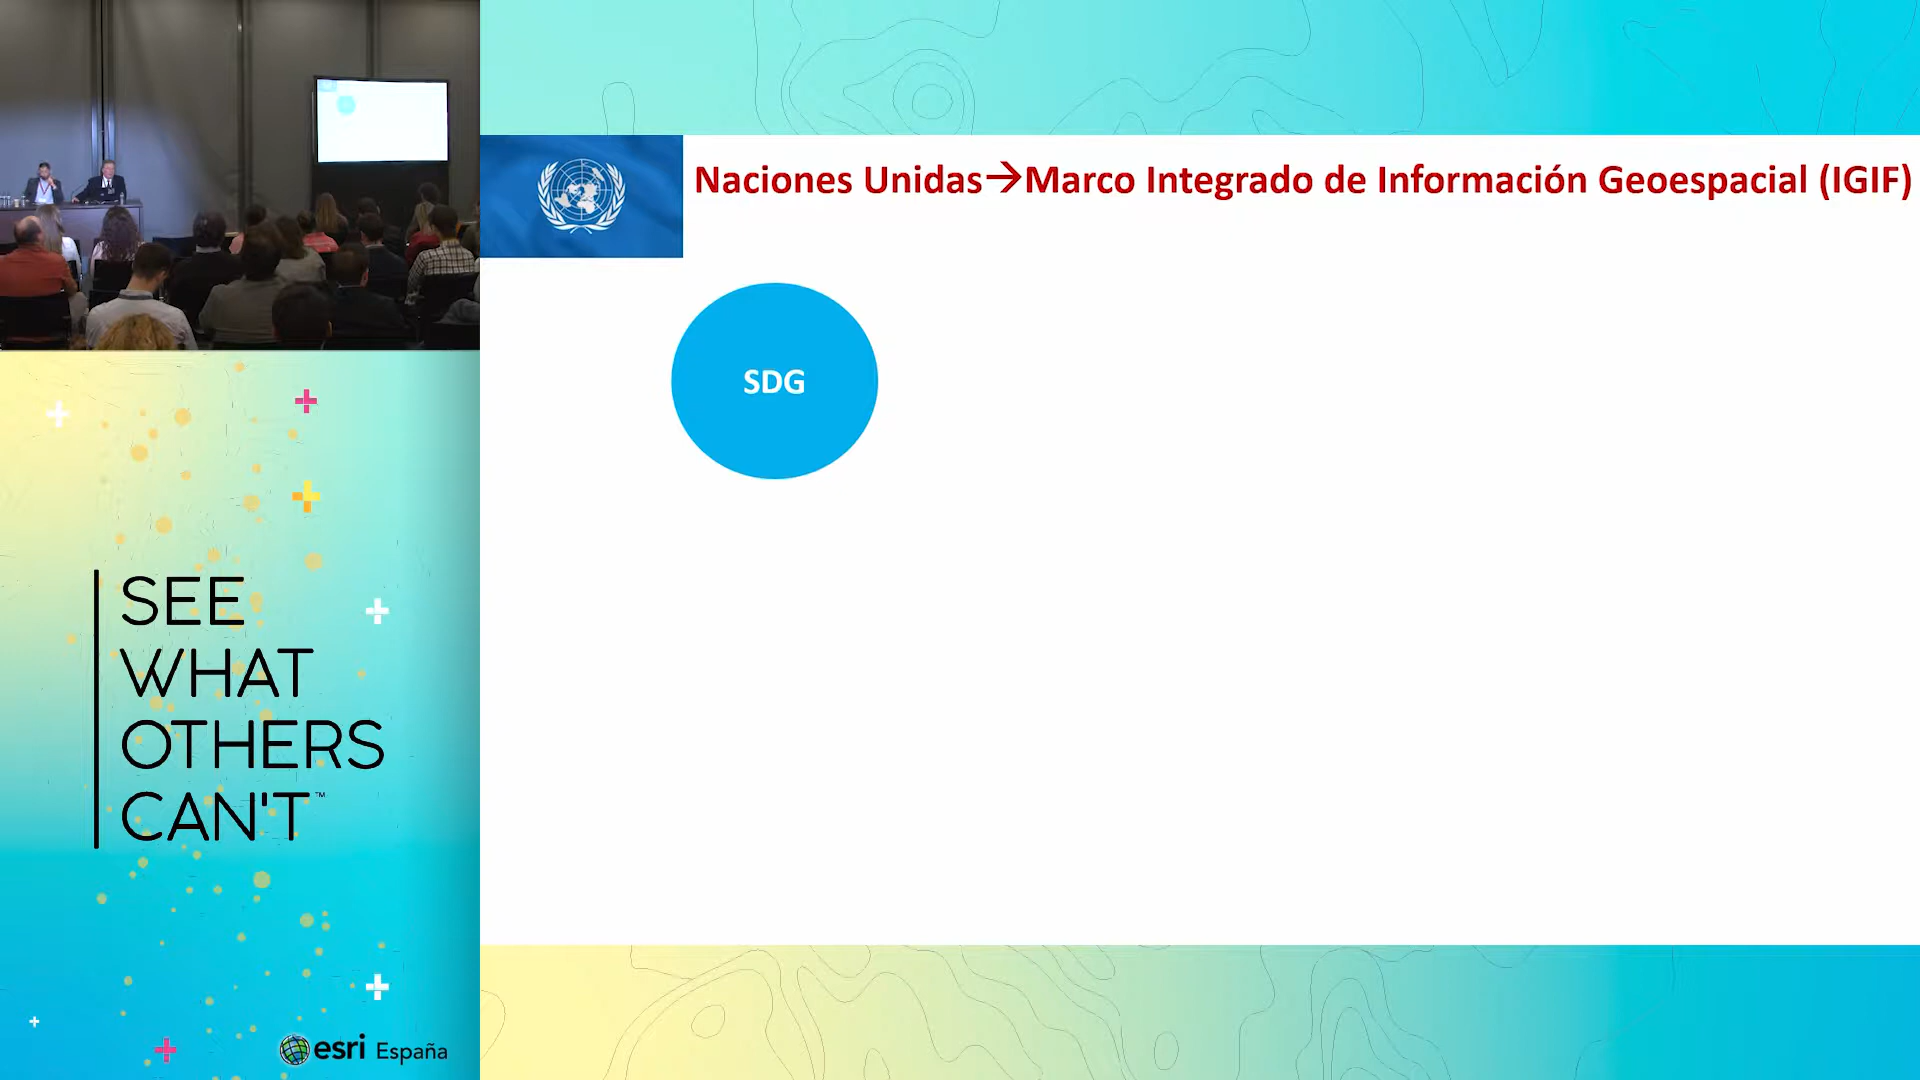 Naciones Unidas→Marco Integrado de Información Geoespacial (IGIF)
SDG
SEE
WHAT
OTHERS
CAN'T™
esri España